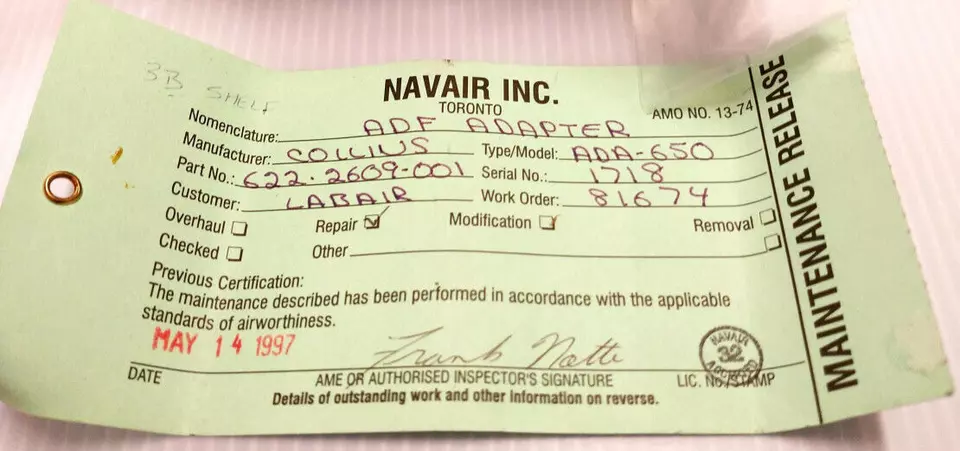 3B SHELF
NAVAIR INC.
TORONTO
AMO NO. 13-74
Nomenclature: ADF ADAPTER
Manufacturer: COLLINS Type/Model: ADA-650
Part No.: 622-2609-001 Serial No.: 1718
Customer: LABAIR Work Order: 81674
Overhaul Repair Modification Removal
Checked Other
Previous Certification:
The maintenance described has been performed in accordance with the applicable
standards of airworthiness.
MAY 14 1997
Frank
NAVAIR
32
DATE AME OR AUTHORISED INSPECTOR'S SIGNATURE LIC. No./STAMP
Details of outstanding work and other information on reverse.
MAINTENANCE RELEASE